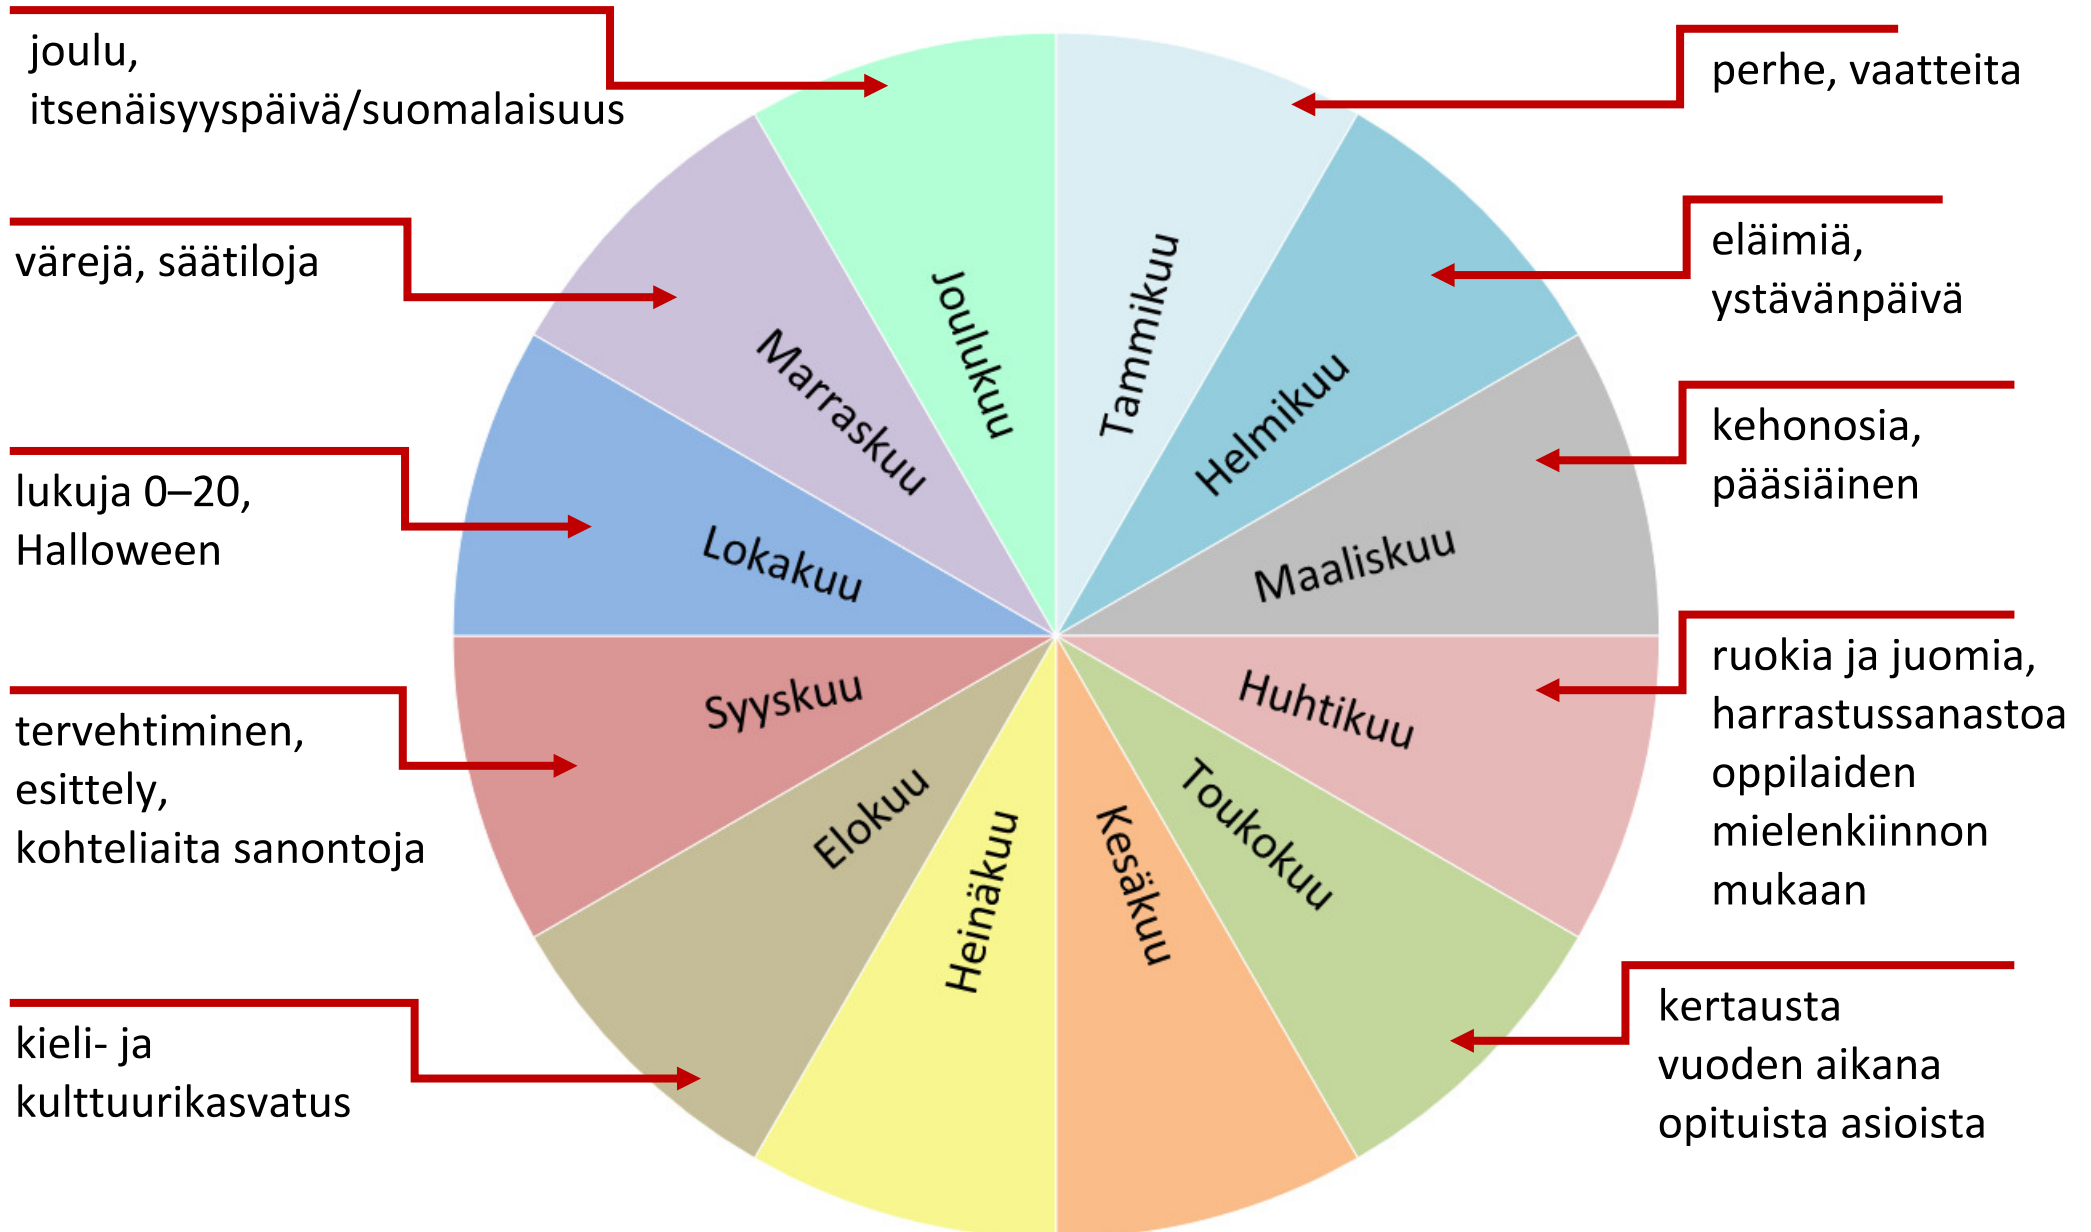 joulu,
itsenäisyyspäivä/suomalaisuus
perhe, vaatteita
värejä, säätiloja
eläimiä,
ystävänpäivä
lukuja 0–20,
Halloween
kehonosia,
pääsiäinen
tervehtiminen,
esittely,
kohteliaita sanontoja
ruokia ja juomia,
harrastussanastoa
oppilaiden
mielenkiinnon
mukaan
kieli- ja
kulttuurikasvatus
kertausta
vuoden aikana
opituista asioista
Tammikuu
Helmikuu
Maaliskuu
Huhtikuu
Toukokuu
Kesäkuu
Heinäkuu
Elokuu
Syyskuu
Lokakuu
Marraskuu
Joulukuu